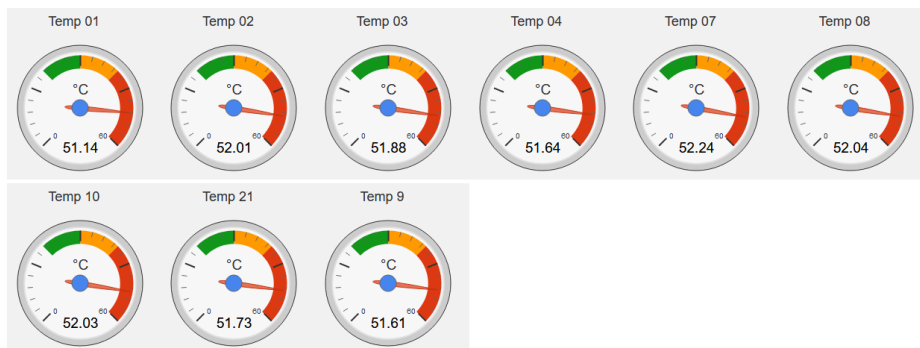 Temp 01 Temp 02 Temp 03 Temp 04 Temp 07 Temp 08
°C °C °C °C °C °C
0 60 0 60 0 60 0 60 0 60 0 60
51.14 52.01 51.88 51.64 52.24 52.04
Temp 10 Temp 21 Temp 9
°C °C °C
0 60 0 60 0 60
52.03 51.73 51.61